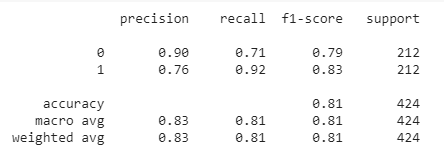 precision recall f1-score support
0 0.90 0.71 0.79 212
1 0.76 0.92 0.83 212
accuracy 0.81 424
macro avg 0.83 0.81 0.81 424
weighted avg 0.83 0.81 0.81 424